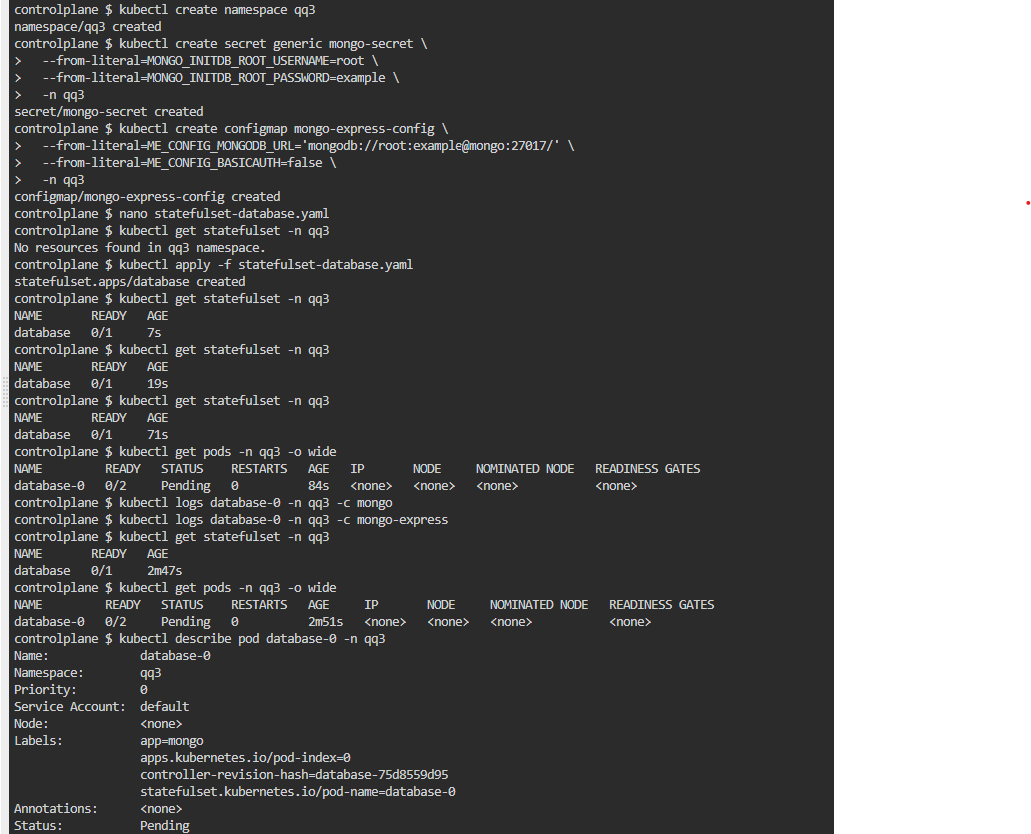 controlplane $ kubectl create namespace qq3
namespace/qq3 created
controlplane $ kubectl create secret generic mongo-secret \
>   --from-literal=MONGO_INITDB_ROOT_USERNAME=root \
>   --from-literal=MONGO_INITDB_ROOT_PASSWORD=example \
>   -n qq3
secret/mongo-secret created
controlplane $ kubectl create configmap mongo-express-config \
>   --from-literal=ME_CONFIG_MONGODB_URL='mongodb://root:example@mongo:27017/' \
>   --from-literal=ME_CONFIG_BASICAUTH=false \
>   -n qq3
configmap/mongo-express-config created
controlplane $ nano statefulset-database.yaml
controlplane $ kubectl get statefulset -n qq3
No resources found in qq3 namespace.
controlplane $ kubectl apply -f statefulset-database.yaml
statefulset.apps/database created
controlplane $ kubectl get statefulset -n qq3
NAME       READY   AGE
database   0/1     7s
controlplane $ kubectl get statefulset -n qq3
NAME       READY   AGE
database   0/1     19s
controlplane $ kubectl get statefulset -n qq3
NAME       READY   AGE
database   0/1     71s
controlplane $ kubectl get pods -n qq3 -o wide
NAME         READY   STATUS    RESTARTS   AGE   IP       NODE     NOMINATED NODE   READINESS GATES
database-0   0/2     Pending   0          84s   <none>   <none>   <none>           <none>
controlplane $ kubectl logs database-0 -n qq3 -c mongo
controlplane $ kubectl logs database-0 -n qq3 -c mongo-express
controlplane $ kubectl get statefulset -n qq3
NAME       READY   AGE
database   0/1     2m47s
controlplane $ kubectl get pods -n qq3 -o wide
NAME         READY   STATUS    RESTARTS   AGE     IP       NODE     NOMINATED NODE   READINESS GATES
database-0   0/2     Pending   0          2m51s   <none>   <none>   <none>           <none>
controlplane $ kubectl describe pod database-0 -n qq3
Name:             database-0
Namespace:        qq3
Priority:         0
Service Account:  default
Node:             <none>
Labels:           app=mongo
                  apps.kubernetes.io/pod-index=0
                  controller-revision-hash=database-75d8559d95
                  statefulset.kubernetes.io/pod-name=database-0
Annotations:      <none>
Status:           Pending